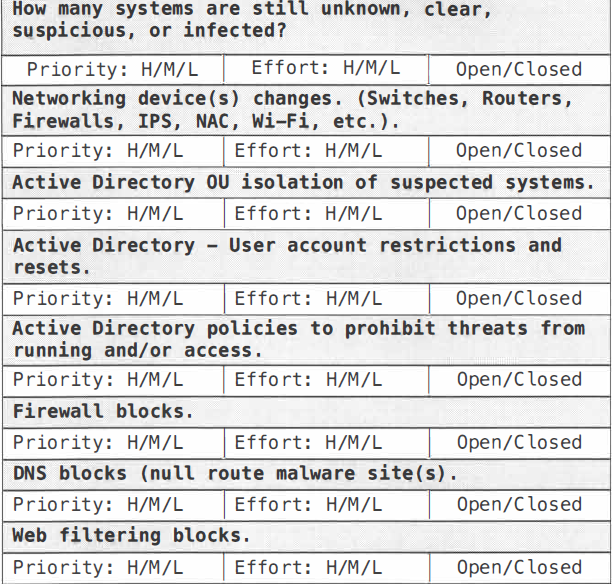 How many systems are still unknown, clear,
suspicious, or infected?
Priority: H/M/L Effort: H/M/L Open/Closed
Networking device(s) changes. (Switches, Routers,
Firewalls, IPS, NAC, Wi-Fi, etc.).
Priority: H/M/L Effort: H/M/L Open/Closed
Active Directory OU isolation of suspected systems.
Priority: H/M/L Effort: H/M/L Open/Closed
Active Directory - User account restrictions and
resets.
Priority: H/M/L Effort: H/M/L Open/Closed
Active Directory policies to prohibit threats from
running and/or access.
Priority: H/M/L Effort: H/M/L Open/Closed
Firewall blocks.
Priority: H/M/L Effort: H/M/L Open/Closed
DNS blocks (null route malware site(s).
Priority: H/M/L Effort: H/M/L Open/Closed
Web filtering blocks.
Priority: H/M/L Effort: H/M/L Open/Closed